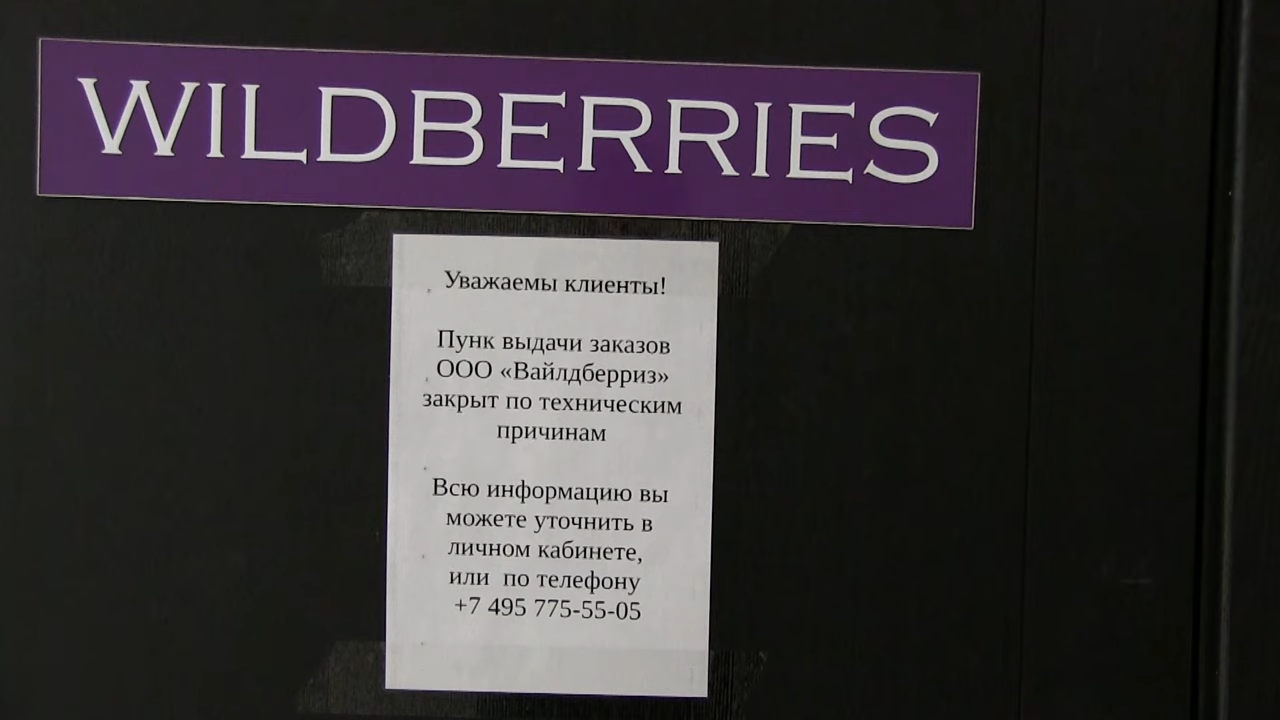 WILDBERRIES
Уважаемы клиенты!
Пунк выдачи заказов
ООО «Вайлдберриз»
закрыт по техническим
причинам
Всю информацию вы
можете уточнить в
личном кабинете,
или по телефону
+7 495 775-55-05